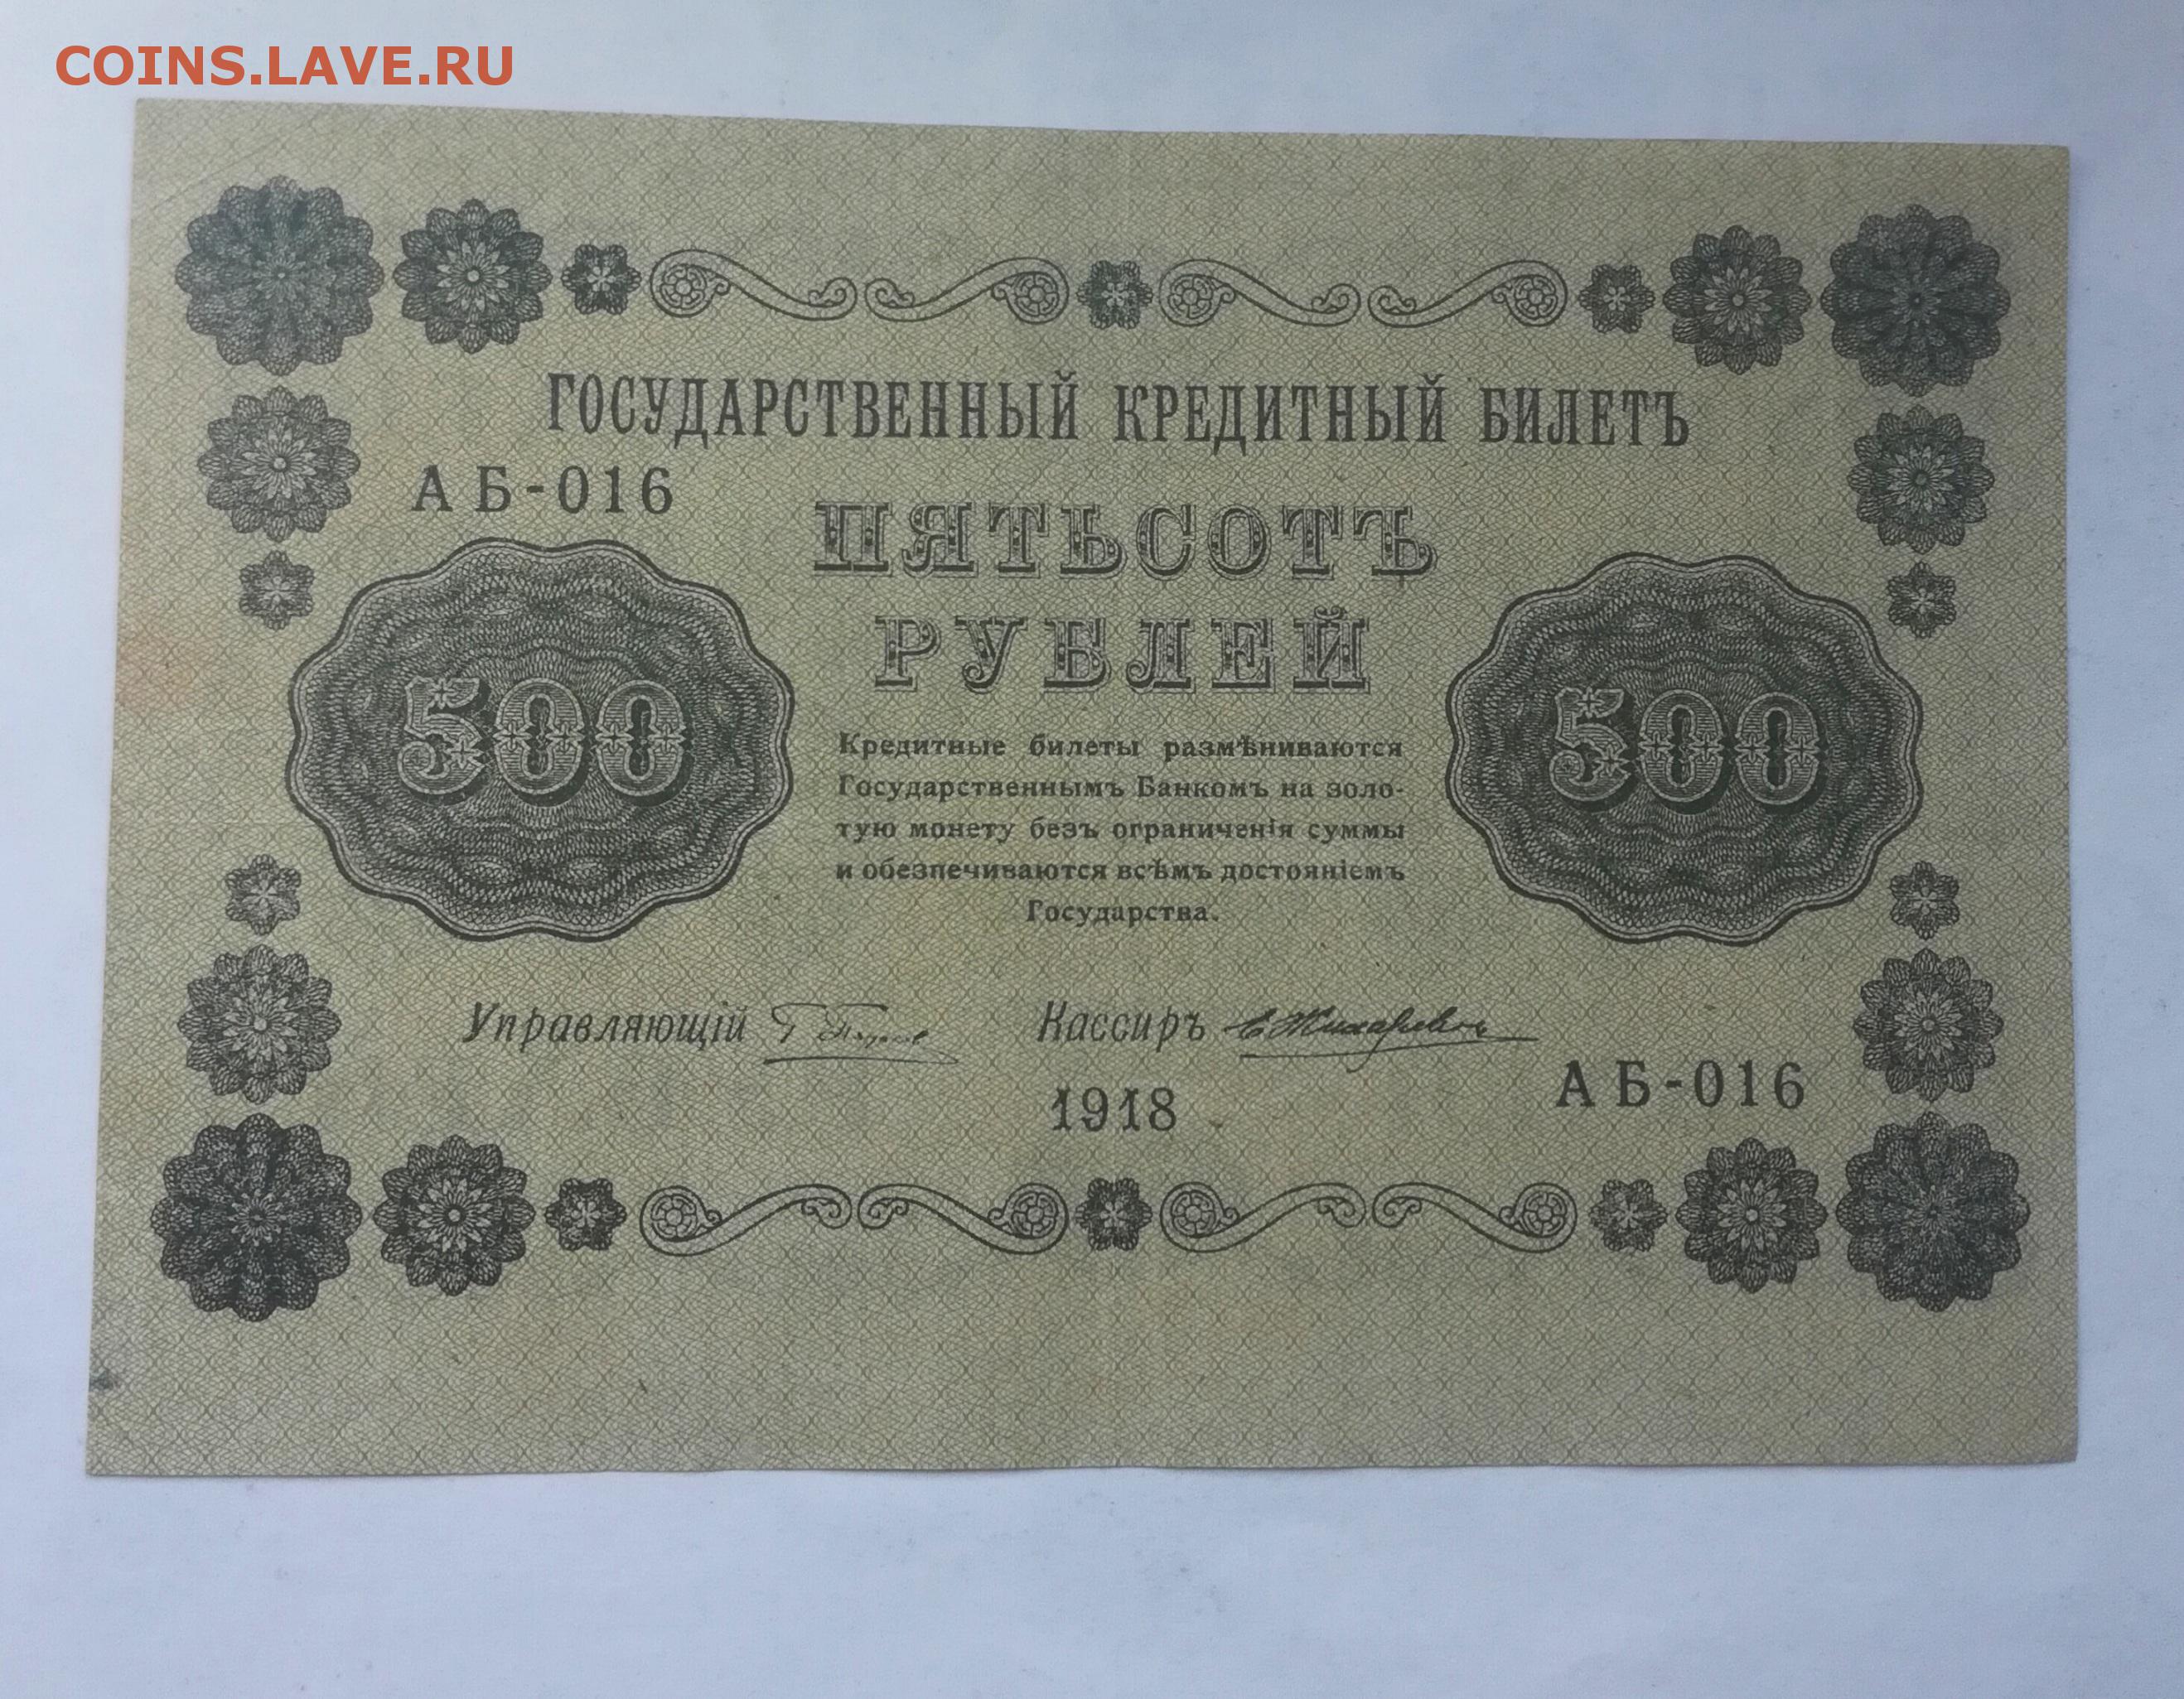 COINS.LAVE.RU
ГОСУДАРСТВЕННЫЙ КРЕДИТНЫЙ БИЛЕТЪ
АБ-016
ПЯТЬСОТЪ
РУБЛЕЙ
500
500
Кредитные билеты размѣниваются
Государственнымъ Банкомъ на золо-
тую монету безъ ограниченія суммы
и обезпечиваются всѣмъ достояніемъ
Государства.
Управляющій
Кассиръ
АБ-016
1918